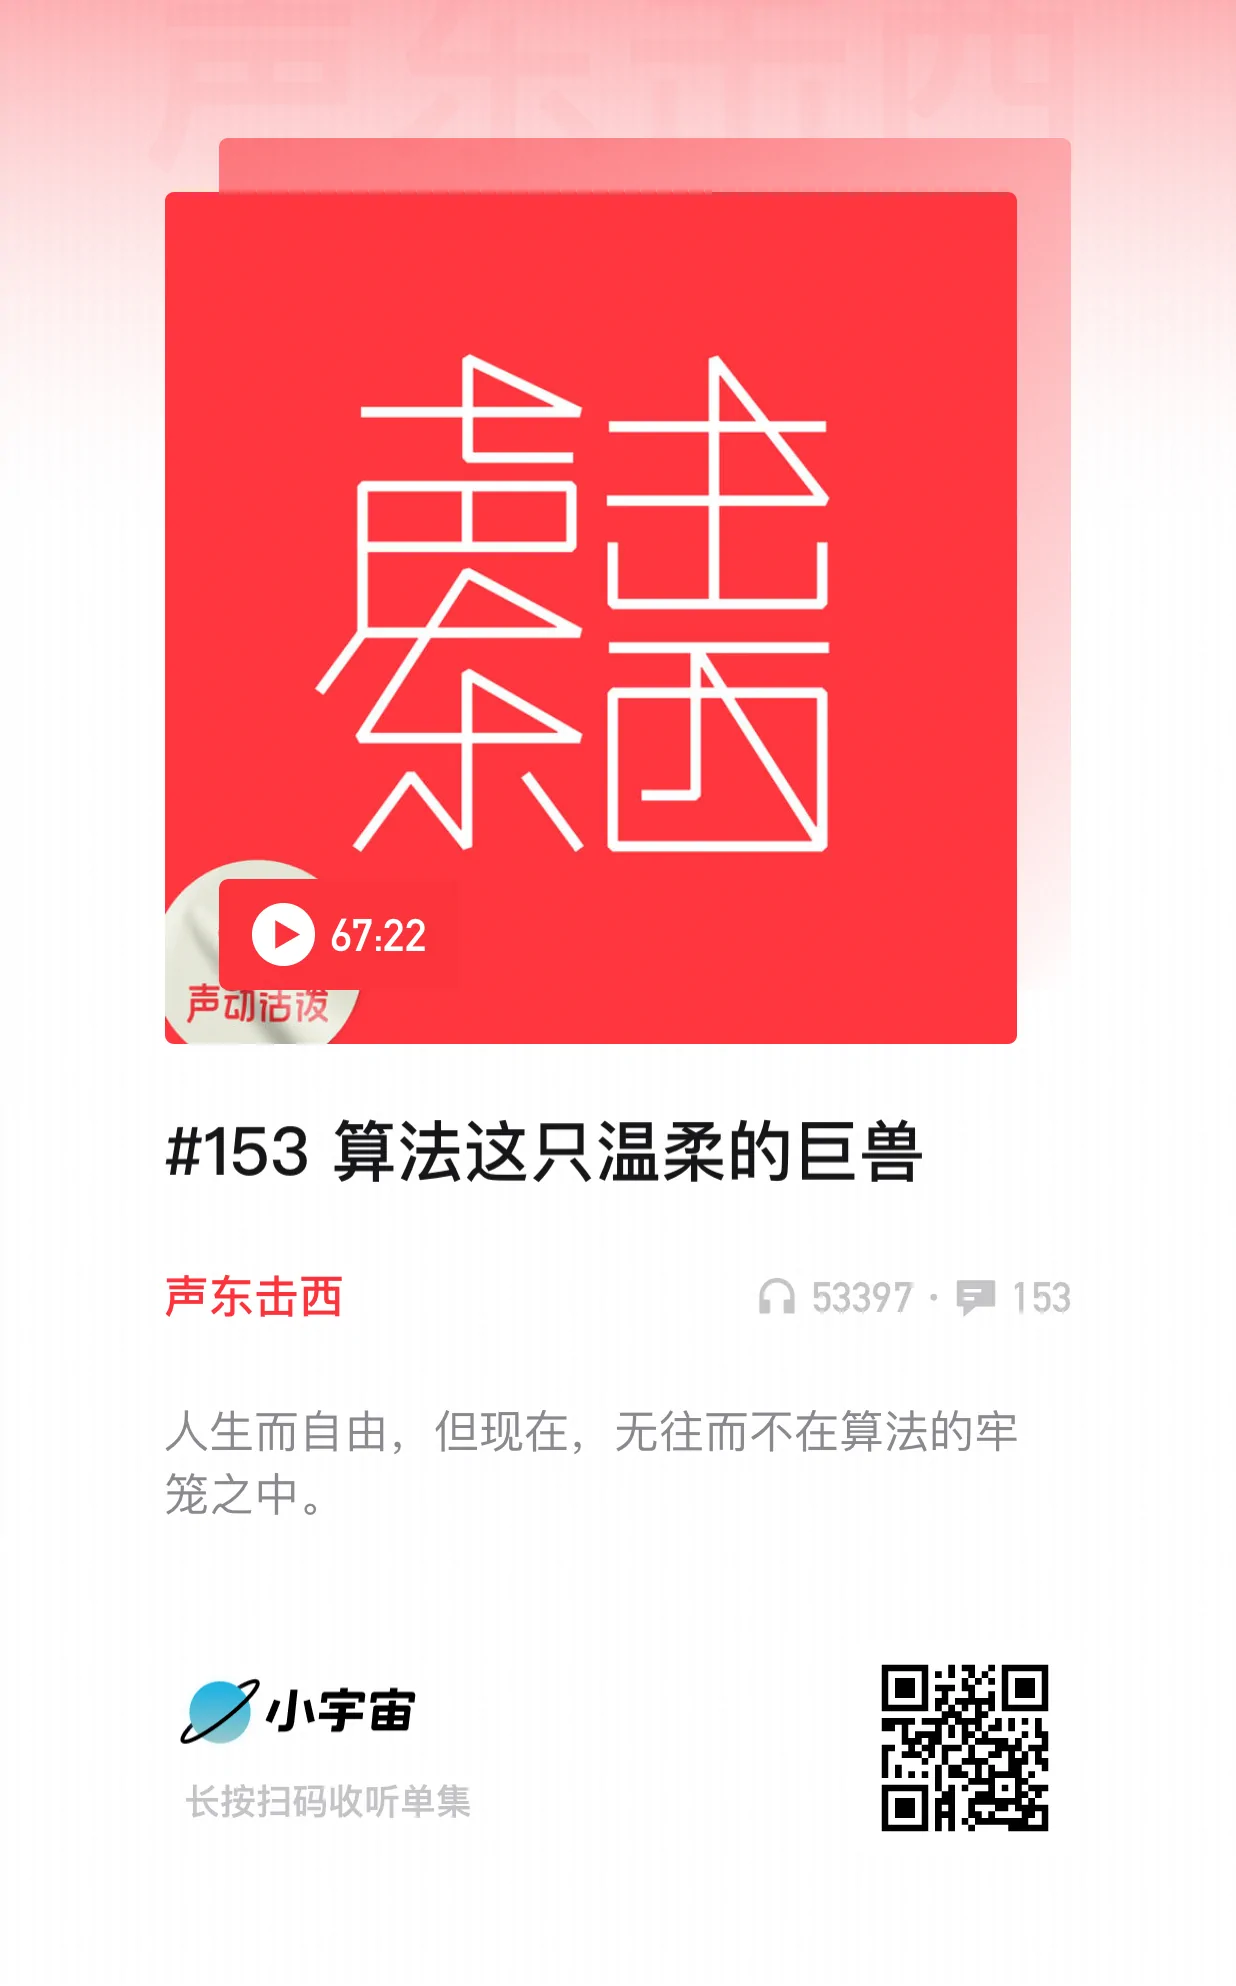 声东击西
声东击西
67:22
声动活泼
#153 算法这只温柔的巨兽
声东击西
53397 · 153
人生而自由，但现在，无往而不在算法的牢
笼之中。
小宇宙
长按扫码收听单集